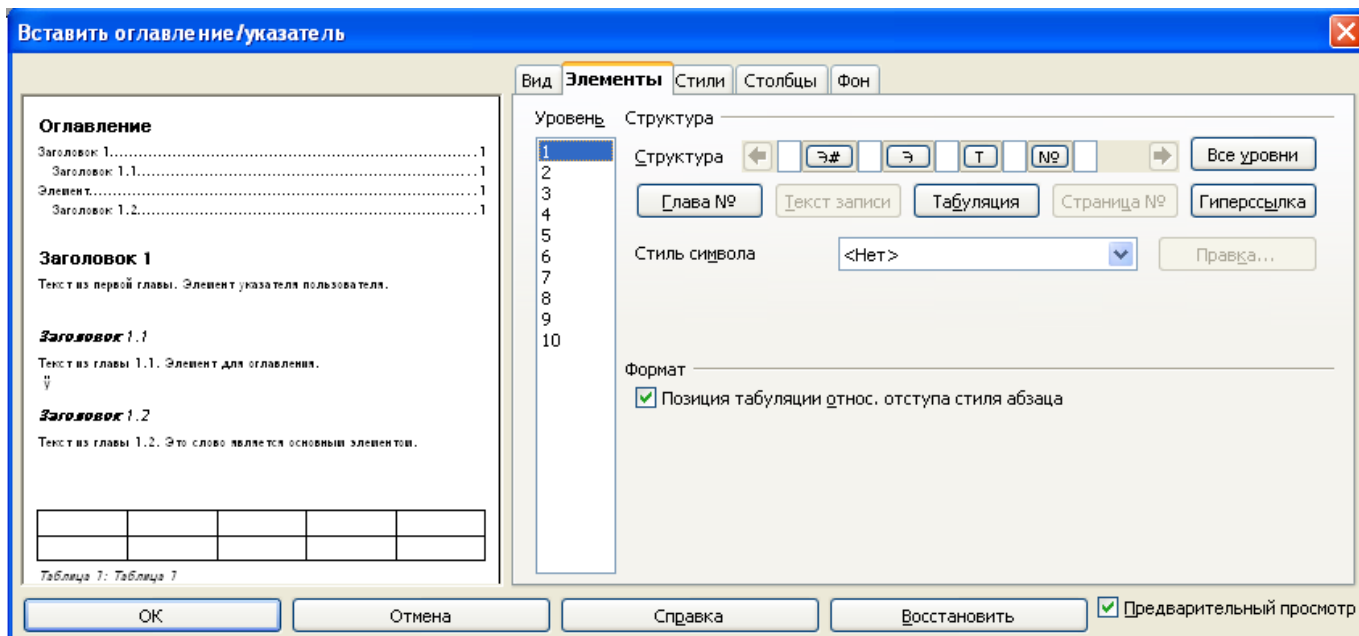 Вставить оглавление/указатель
Вид Элементы Стили Столбцы Фон
Оглавление
Заголовок 1....................................................................1
Заголовок 1.1................................................................1
Элемент........................................................................1
Заголовок 1.2................................................................1
Заголовок 1
Текст из первой главы. Элемент указателя пользователя.
Заголовок 1.1
Текст из главы 1.1. Элемент для оглавления.
ÿ
Заголовок 1.2
Текст из главы 1.2. Это слово является основным элементом.
Таблица 1: Таблица 1
Уровень
1
2
3
4
5
6
7
8
9
10
Структура
Структура Э# Э Т № Все уровни
Глава № Текст записи Табуляция Страница № Гиперссылка
Стиль символа <Нет> Правка...
Формат
Позиция табуляции относ. отступа стиля абзаца
ОК Отмена Справка Восстановить Предварительный просмотр